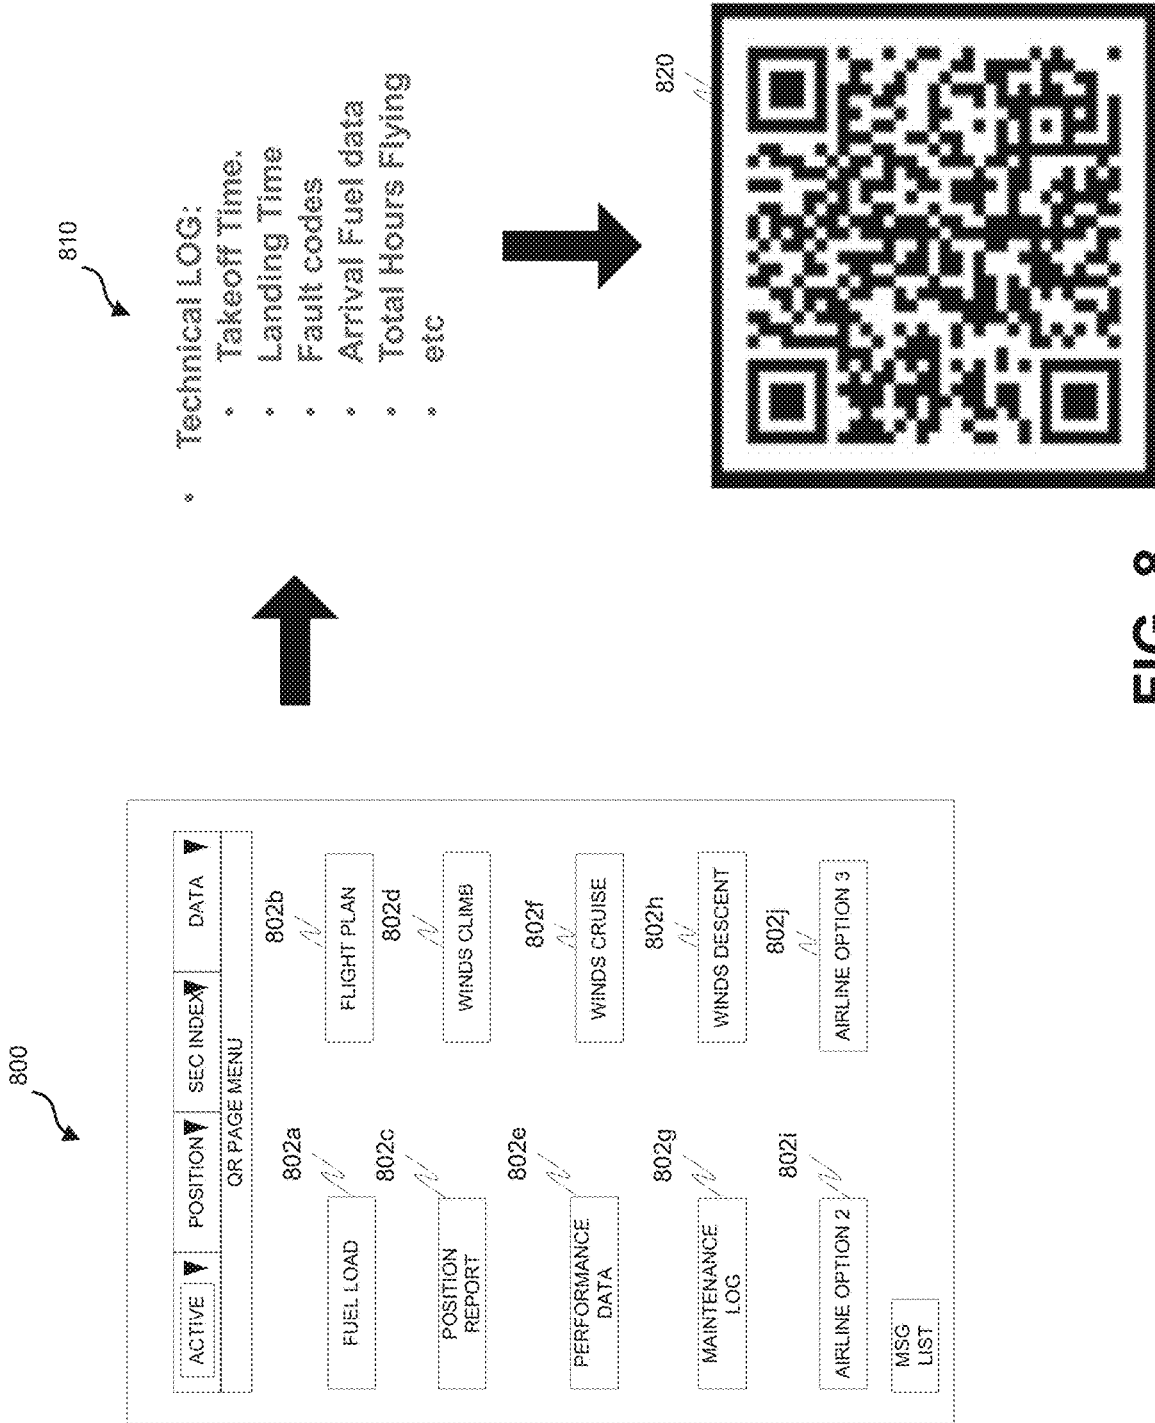 800
ACTIVE
POSITION
SEC INDEX
DATA
QR PAGE MENU
802a
FUEL LOAD
802b
FLIGHT PLAN
802c
POSITION
REPORT
802d
WINDS CLIMB
802e
PERFORMANCE
DATA
802f
WINDS CRUISE
802g
MAINTENANCE
LOG
802h
WINDS DESCENT
802i
AIRLINE OPTION 2
802j
AIRLINE OPTION 3
MSG
LIST
810
• Technical LOG:
• Takeoff Time.
• Landing Time
• Fault codes
• Arrival Fuel data
• Total Hours Flying
• etc
820
FIG. 8